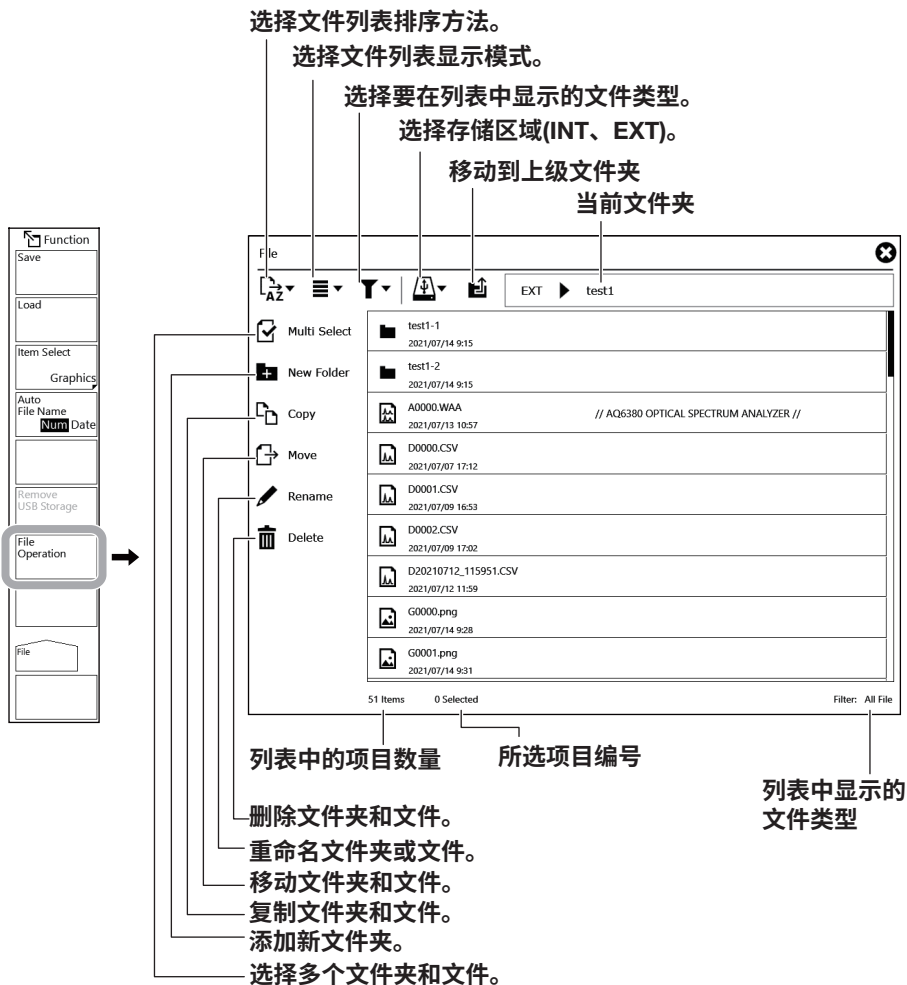 选择文件列表排序方法。
选择文件列表显示模式。
选择要在列表中显示的文件类型。
选择存储区域(INT、EXT)。
移动到上级文件夹
当前文件夹
Function
Save
Load
Item Select
Graphics
Auto
File Name
Num Date
Remove
USB Storage
File
Operation
File
File
AZ
EXT test1
Multi Select
New Folder
Copy
Move
Rename
Delete
test1-1
2021/07/14 9:15
test1-2
2021/07/14 9:15
A0000.WAA // AQ6380 OPTICAL SPECTRUM ANALYZER //
2021/07/13 10:57
D0000.CSV
2021/07/07 17:12
D0001.CSV
2021/07/09 16:53
D0002.CSV
2021/07/09 17:02
D20210712_115951.CSV
2021/07/12 11:59
G0000.png
2021/07/14 9:28
G0001.png
2021/07/14 9:31
51 Items 0 Selected Filter: All File
列表中的项目数量
所选项目编号
列表中显示的
文件类型
删除文件夹和文件。
重命名文件夹或文件。
移动文件夹和文件。
复制文件夹和文件。
添加新文件夹。
选择多个文件夹和文件。